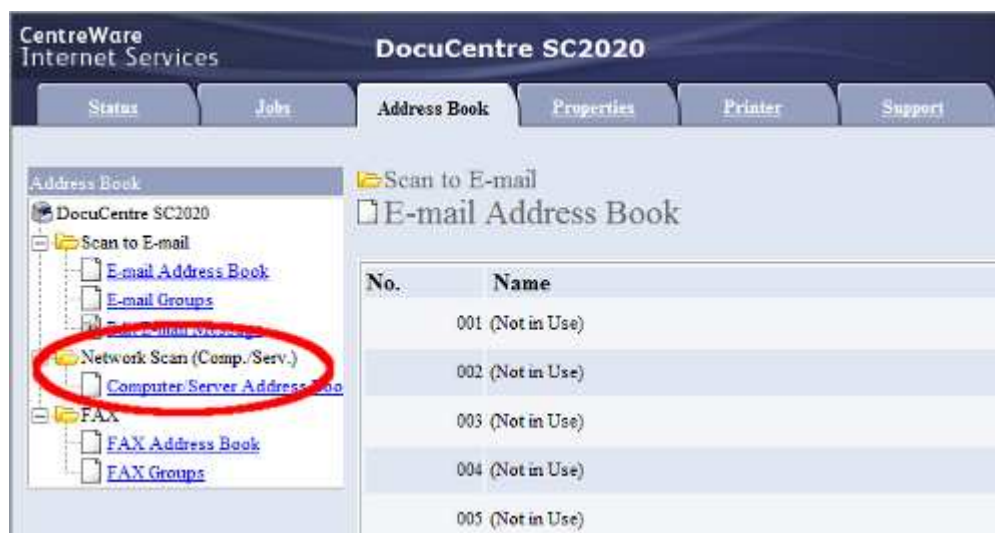 CentreWare
Internet Services
DocuCentre SC2020
Status Jobs Address Book Properties Printer Support
Address Book
DocuCentre SC2020
Scan to E-mail
E-mail Address Book
E-mail Groups
Network Scan (Comp./Serv.)
Computer/Server Address
FAX
FAX Address Book
FAX Groups
Scan to E-mail
E-mail Address Book
No. Name
001 (Not in Use)
002 (Not in Use)
003 (Not in Use)
004 (Not in Use)
005 (Not in Use)